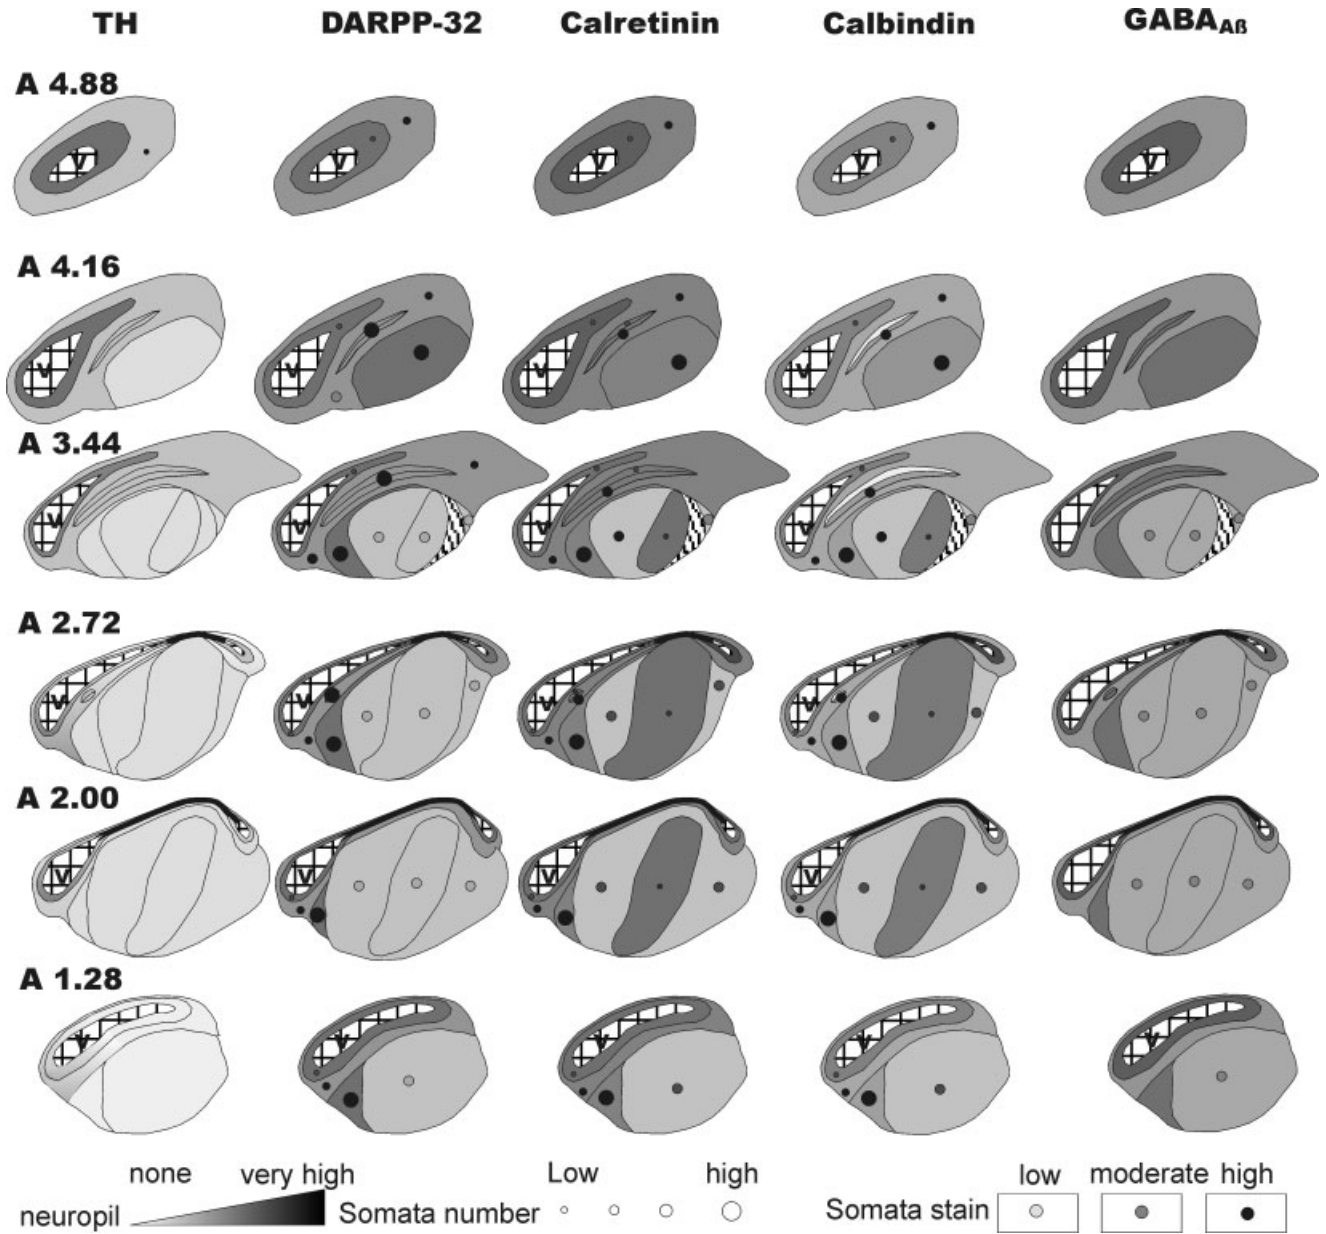 TH DARPP-32 Calretinin Calbindin GABAAß
A 4.88
V V V V V
A 4.16
V V V V
A 3.44
V V V V
A 2.72
V V V V
A 2.00
V V V V
A 1.28
V V V V V
none very high Low high low moderate high
neuropil Somata number Somata stain